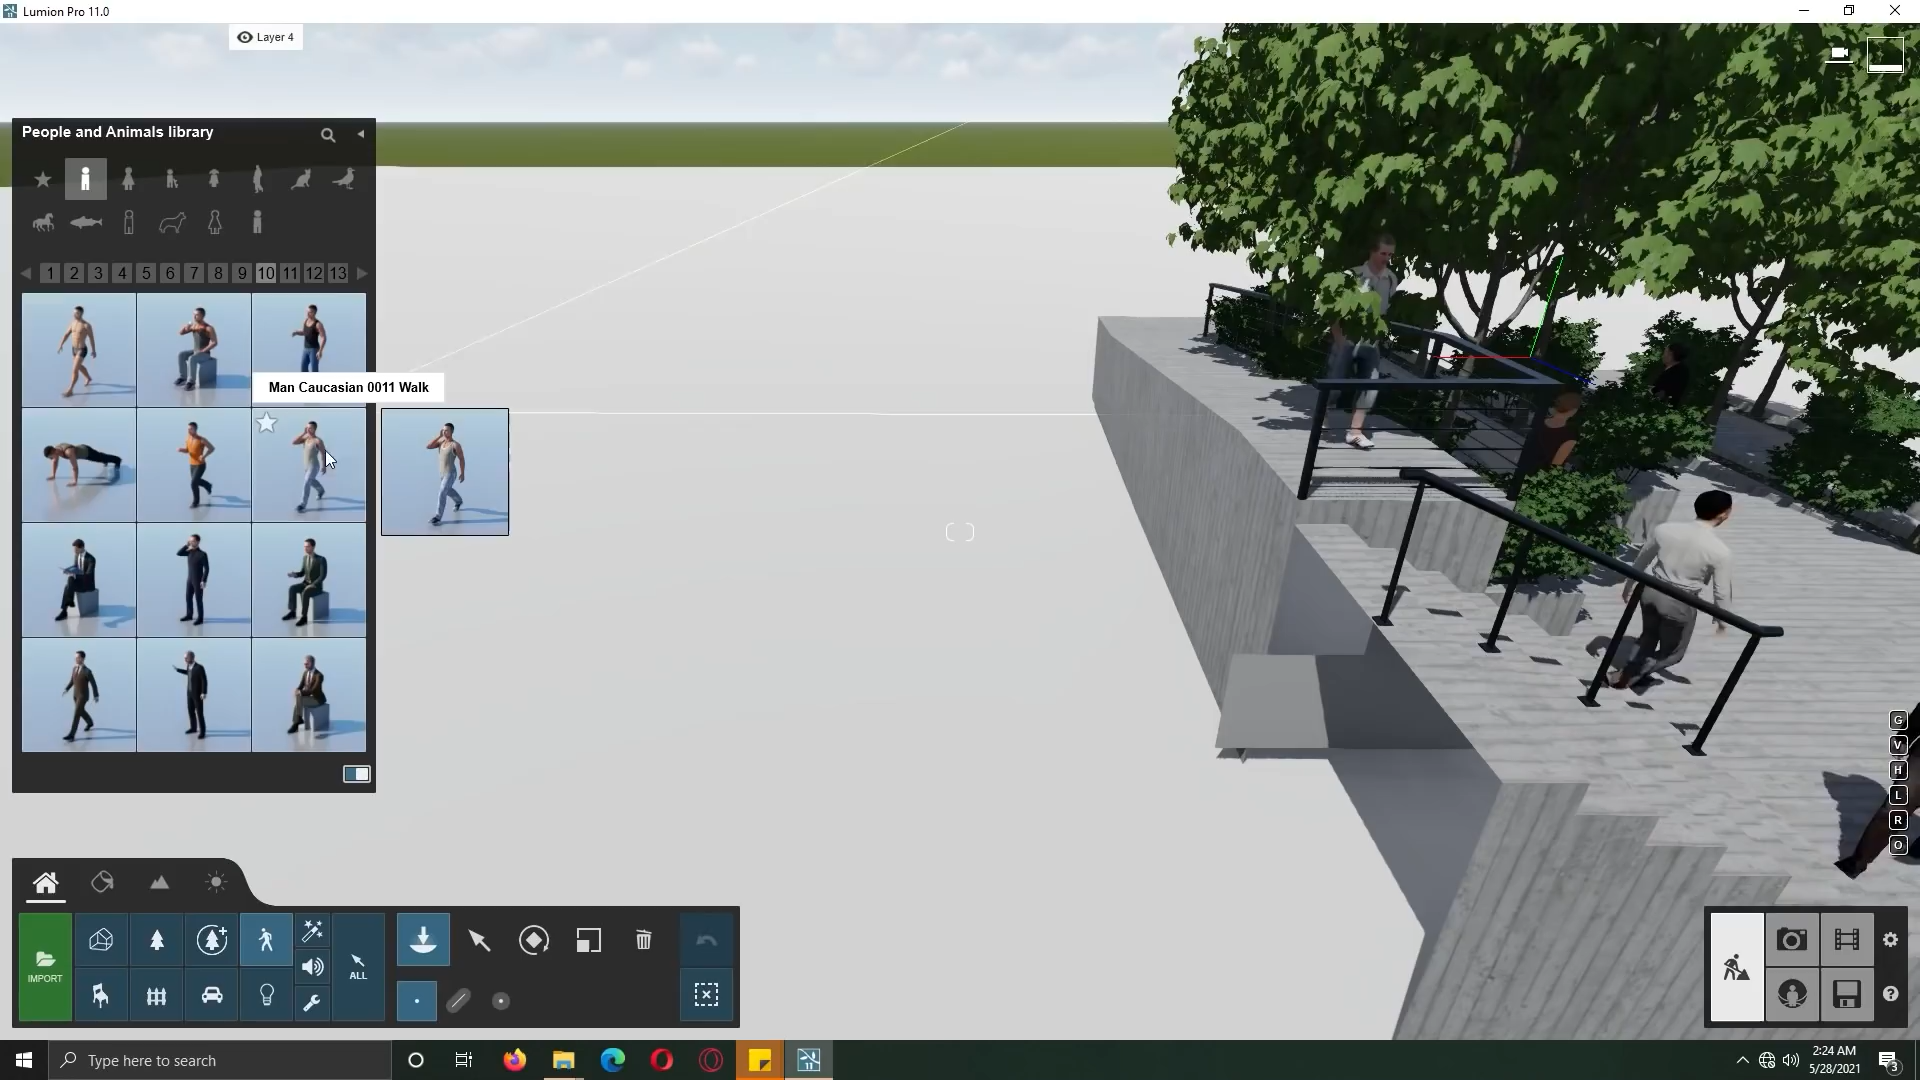 Lumion Pro 11.0
Layer 4
People and Animals library
1 2 3 4 5 6 7 8 9 10 11 12 13
Man Caucasian 0011 Walk
G
V
H
L
R
O
IMPORT
ALL
Type here to search
11
2:24 AM
5/28/2021
3